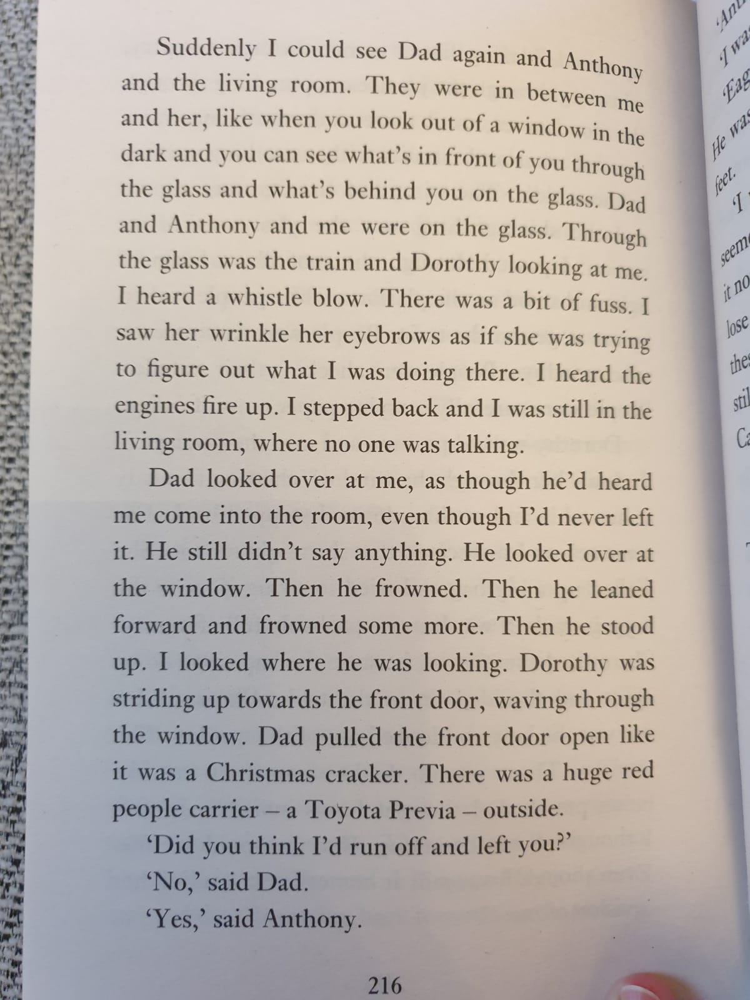 Suddenly I could see Dad again and Anthony
and the living room. They were in between me
and her, like when you look out of a window in the
dark and you can see what's in front of you through
the glass and what's behind you on the glass. Dad
and Anthony and me were on the glass. Through
the glass was the train and Dorothy looking at me.
I heard a whistle blow. There was a bit of fuss. I
saw her wrinkle her eyebrows as if she was trying
to figure out what I was doing there. I heard the
engines fire up. I stepped back and I was still in the
living room, where no one was talking.
Dad looked over at me, as though he'd heard
me come into the room, even though I'd never left
it. He still didn't say anything. He looked over at
the window. Then he frowned. Then he leaned
forward and frowned some more. Then he stood
up. I looked where he was looking. Dorothy was
striding up towards the front door, waving through
the window. Dad pulled the front door open like
it was a Christmas cracker. There was a huge red
people carrier – a Toyota Previa – outside.
‘Did you think I'd run off and left you?’
‘No,’ said Dad.
‘Yes,’ said Anthony.
216
‘I was
He was
feet.
‘I
it no
lose